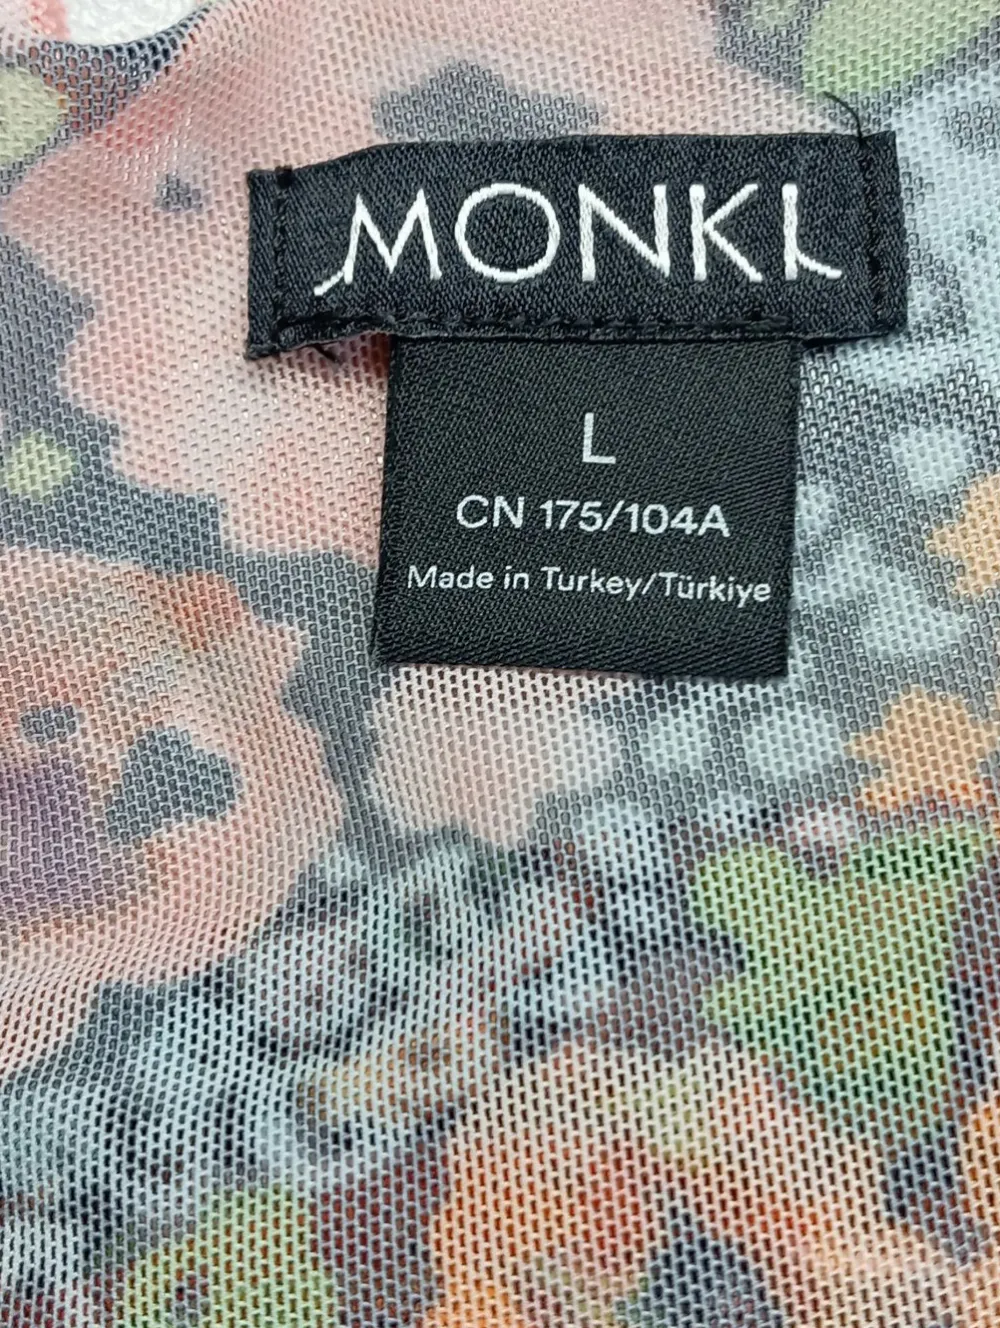 MONKI
L
CN 175/104A
Made in Turkey/Türkiye